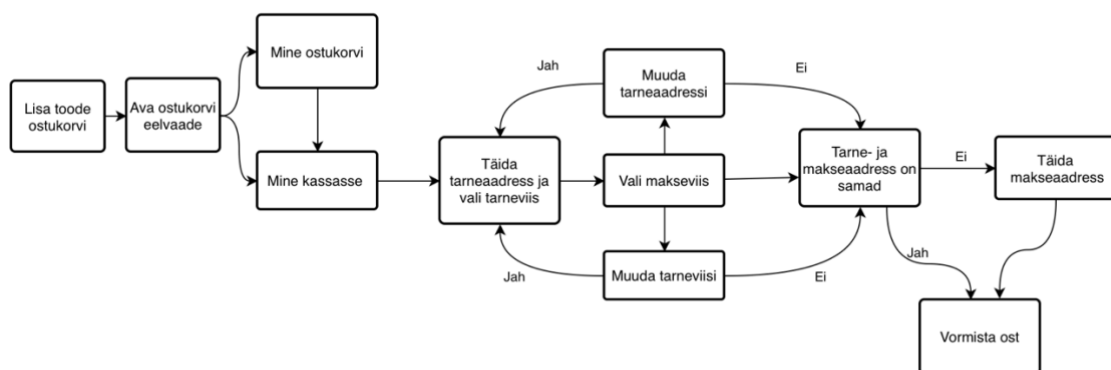 Mine ostukorvi
Lisa toode
ostukorvi
Ava ostukorvi
eelvaade
Mine kassasse
Täida
tarneaadress ja
vali tarneviis
Jah
Muuda
tarneaadressi
Ei
Vali makseviis
Jah
Muuda tarneviisi
Ei
Tarne- ja
makseaadress on
samad
Ei
Täida
makseaadress
Jah
Vormista ost